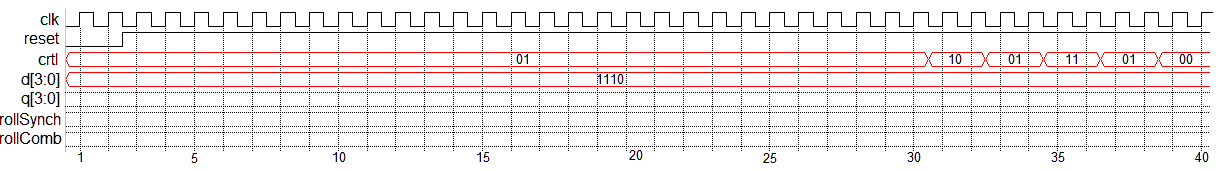 clk
reset
crtl 01 10 01 11 01 00
d[3:0] 1110
q[3:0]
rollSynch
rollComb
1 5 10 15 20 25 30 35 40